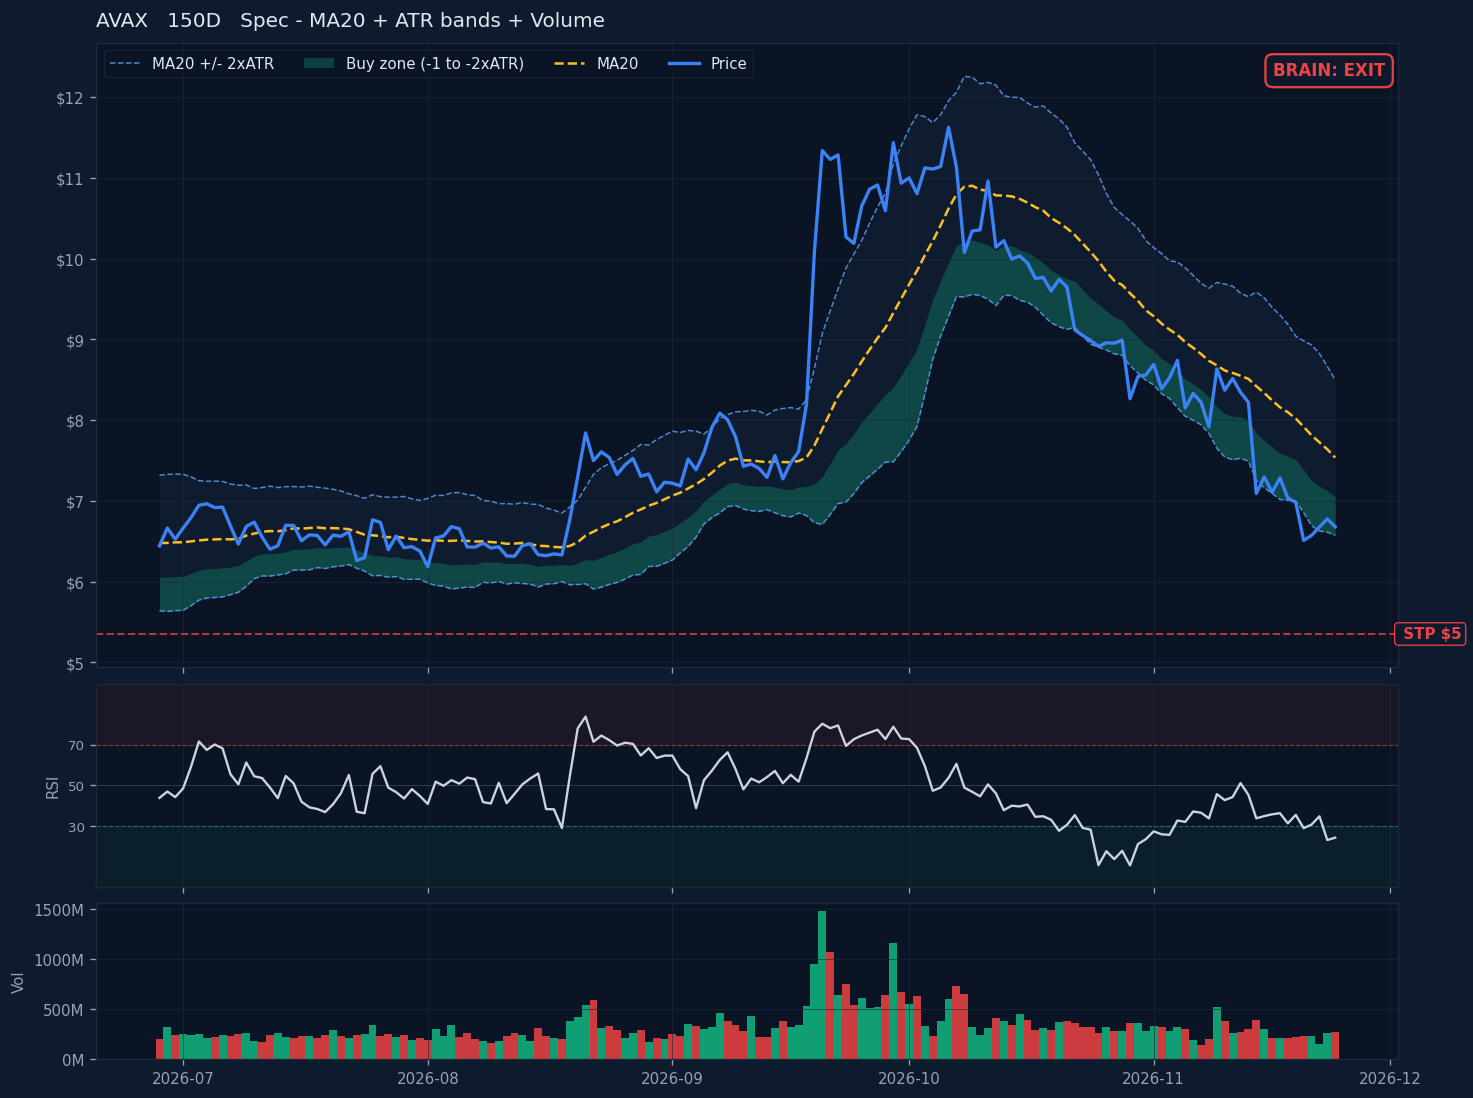 AVAX   150D   Spec - MA20 + ATR bands + Volume
MA20 +/- 2xATR
Buy zone (-1 to -2xATR)
MA20
Price
BRAIN: EXIT
$12
$11
$10
$9
$8
$7
$6
$5
STP $5
RSI
70
50
30
Vol
1500M
1000M
500M
0M
2026-07
2026-08
2026-09
2026-10
2026-11
2026-12